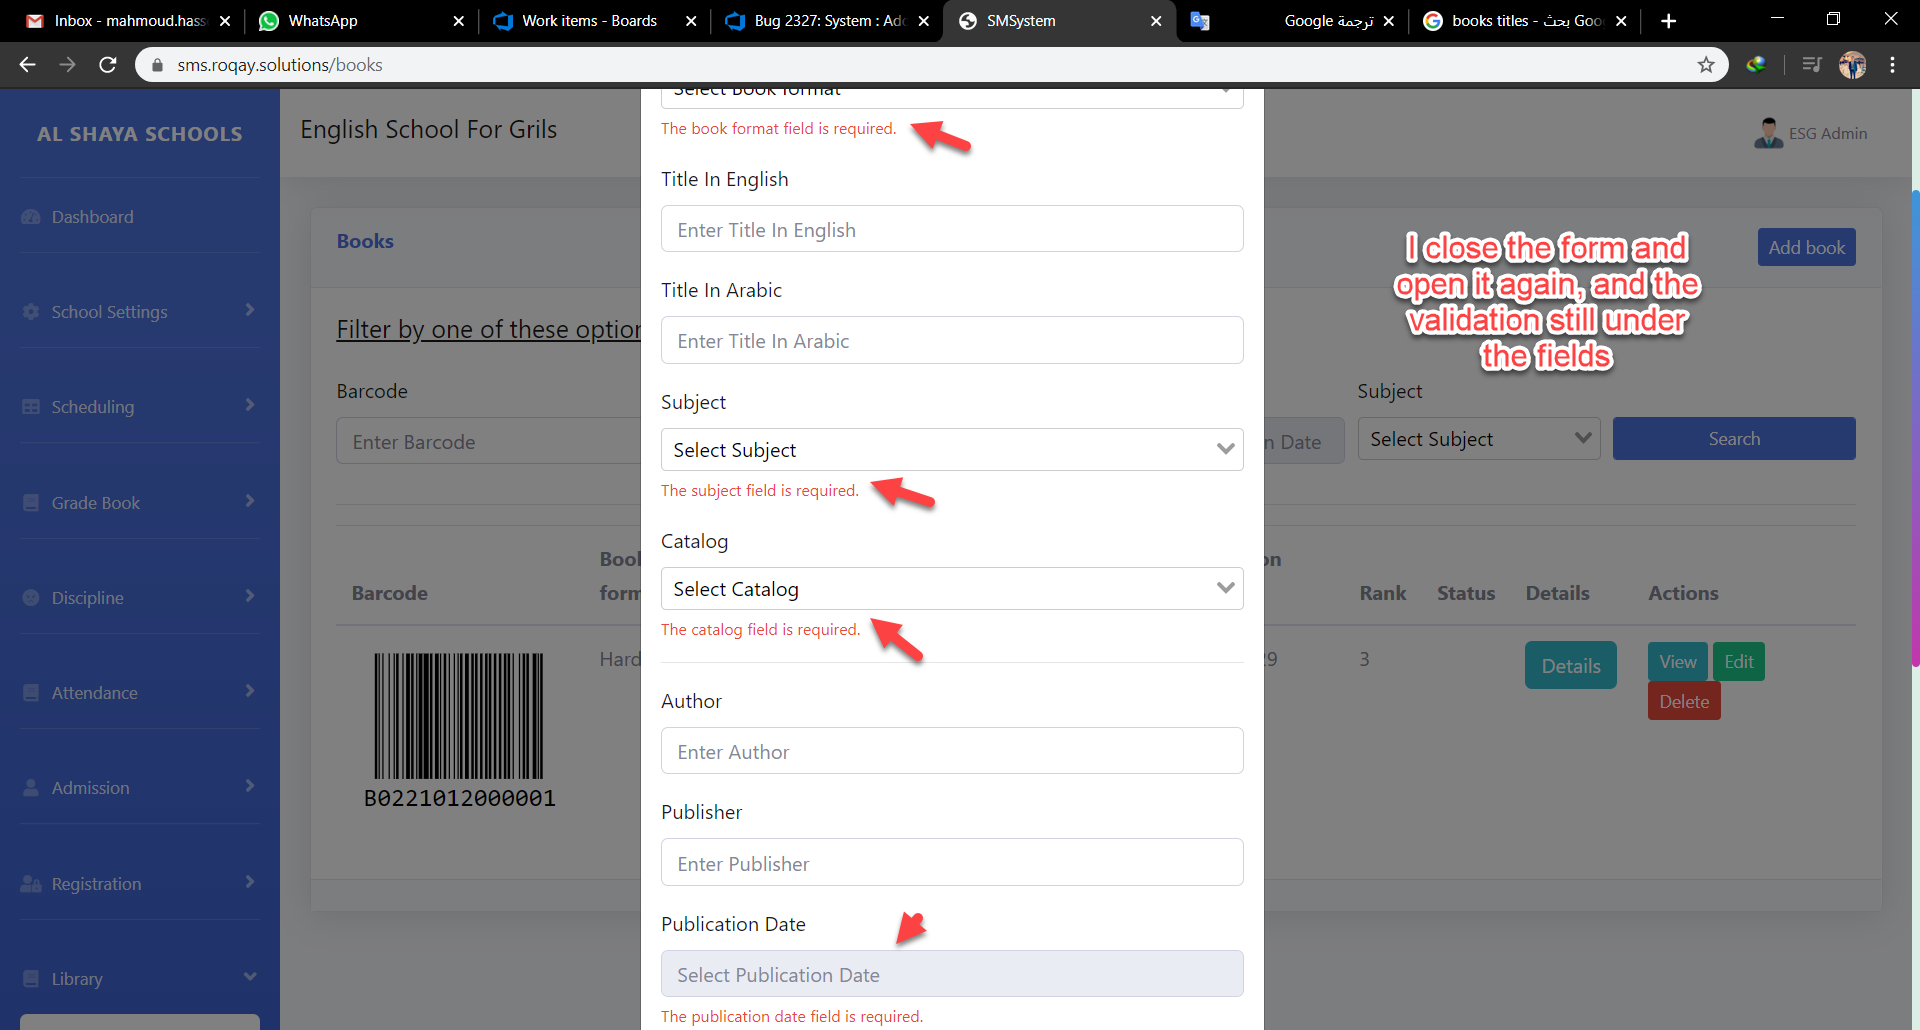 Inbox - mahmoud.hass
WhatsApp
Work items - Boards
Bug 2327: System : Add
SMSystem
ترجمة Google
books titles - بحث Goo
sms.roqay.solutions/books
AL SHAYA SCHOOLS
English School For Grils
ESG Admin
Dashboard
School Settings
Scheduling
Grade Book
Discipline
Attendance
Admission
Registration
Library
Books
Add book
Filter by one of these option
Barcode
Enter Barcode
n Date
Subject
Select Subject
Search
Barcode
Book
form
on
Rank
Status
Details
Actions
B0221012000001
Hard
29
3
Details
View
Edit
Delete
Select Book format
The book format field is required.
Title In English
Enter Title In English
Title In Arabic
Enter Title In Arabic
Subject
Select Subject
The subject field is required.
Catalog
Select Catalog
The catalog field is required.
Author
Enter Author
Publisher
Enter Publisher
Publication Date
Select Publication Date
The publication date field is required.
I close the form and
open it again, and the
validation still under
the fields